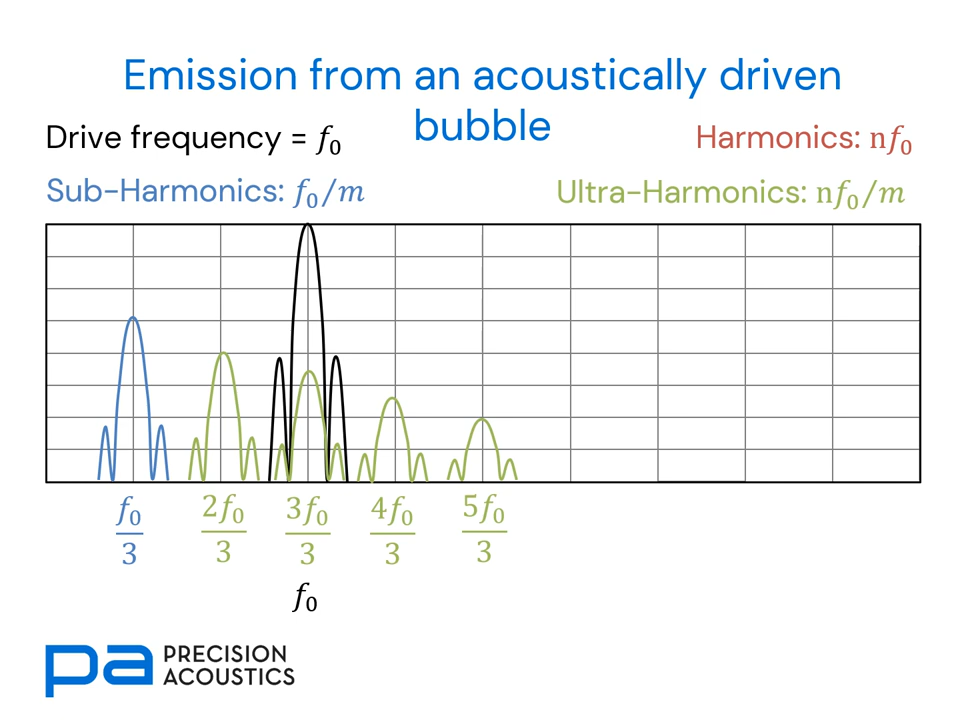 Emission from an acoustically driven
bubble
Drive frequency = f₀
Harmonics: nf₀
Sub-Harmonics: f₀/m
Ultra-Harmonics: nf₀/m
f₀/3 2f₀/3 3f₀/3 4f₀/3 5f₀/3
f₀
pa PRECISION
ACOUSTICS